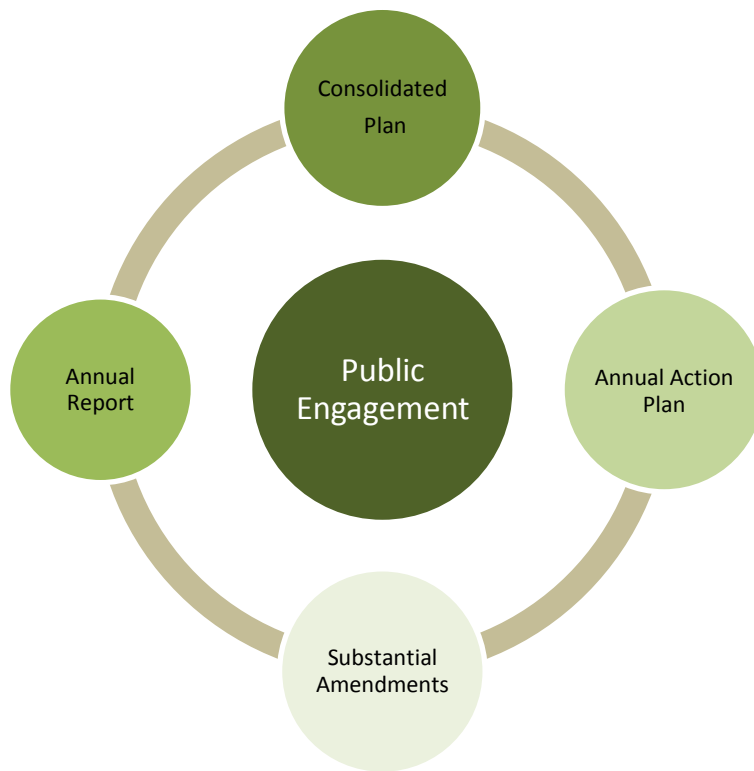 Consolidated
Plan
Public
Engagement
Annual
Report
Annual Action
Plan
Substantial
Amendments